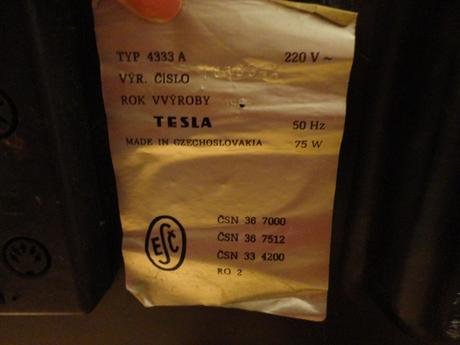 TYP 4333 A 220 V ~
VÝR. ČÍSLO
ROK VVÝROBY
TESLA 50 Hz
MADE IN CZECHOSLOVAKIA 75 W
ESČ
ČSN 36 7000
ČSN 36 7512
ČSN 33 4200
RO 2